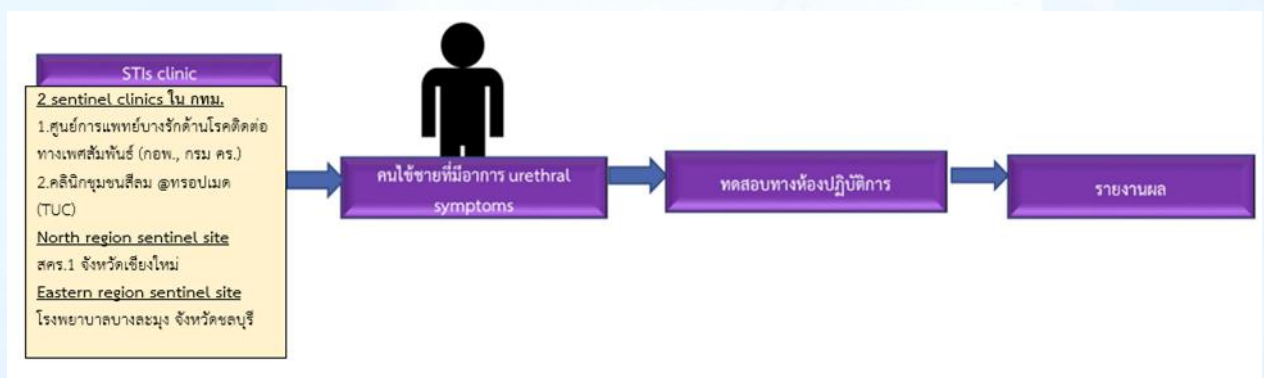 STIs clinic
2 sentinel clinics ใน กทม.
1.ศูนย์การแพทย์บางรักด้านโรคติดต่อ
ทางเพศสัมพันธ์ (กอพ., กรม คร.)
2.คลินิกชุมชนสีลม @ทรอปเมด
(TUC)
North region sentinel site
สคร.1 จังหวัดเชียงใหม่
Eastern region sentinel site
โรงพยาบาลบางละมุง จังหวัดชลบุรี
คนไข้ชายที่มีอาการ urethral
symptoms
ทดสอบทางห้องปฏิบัติการ
รายงานผล